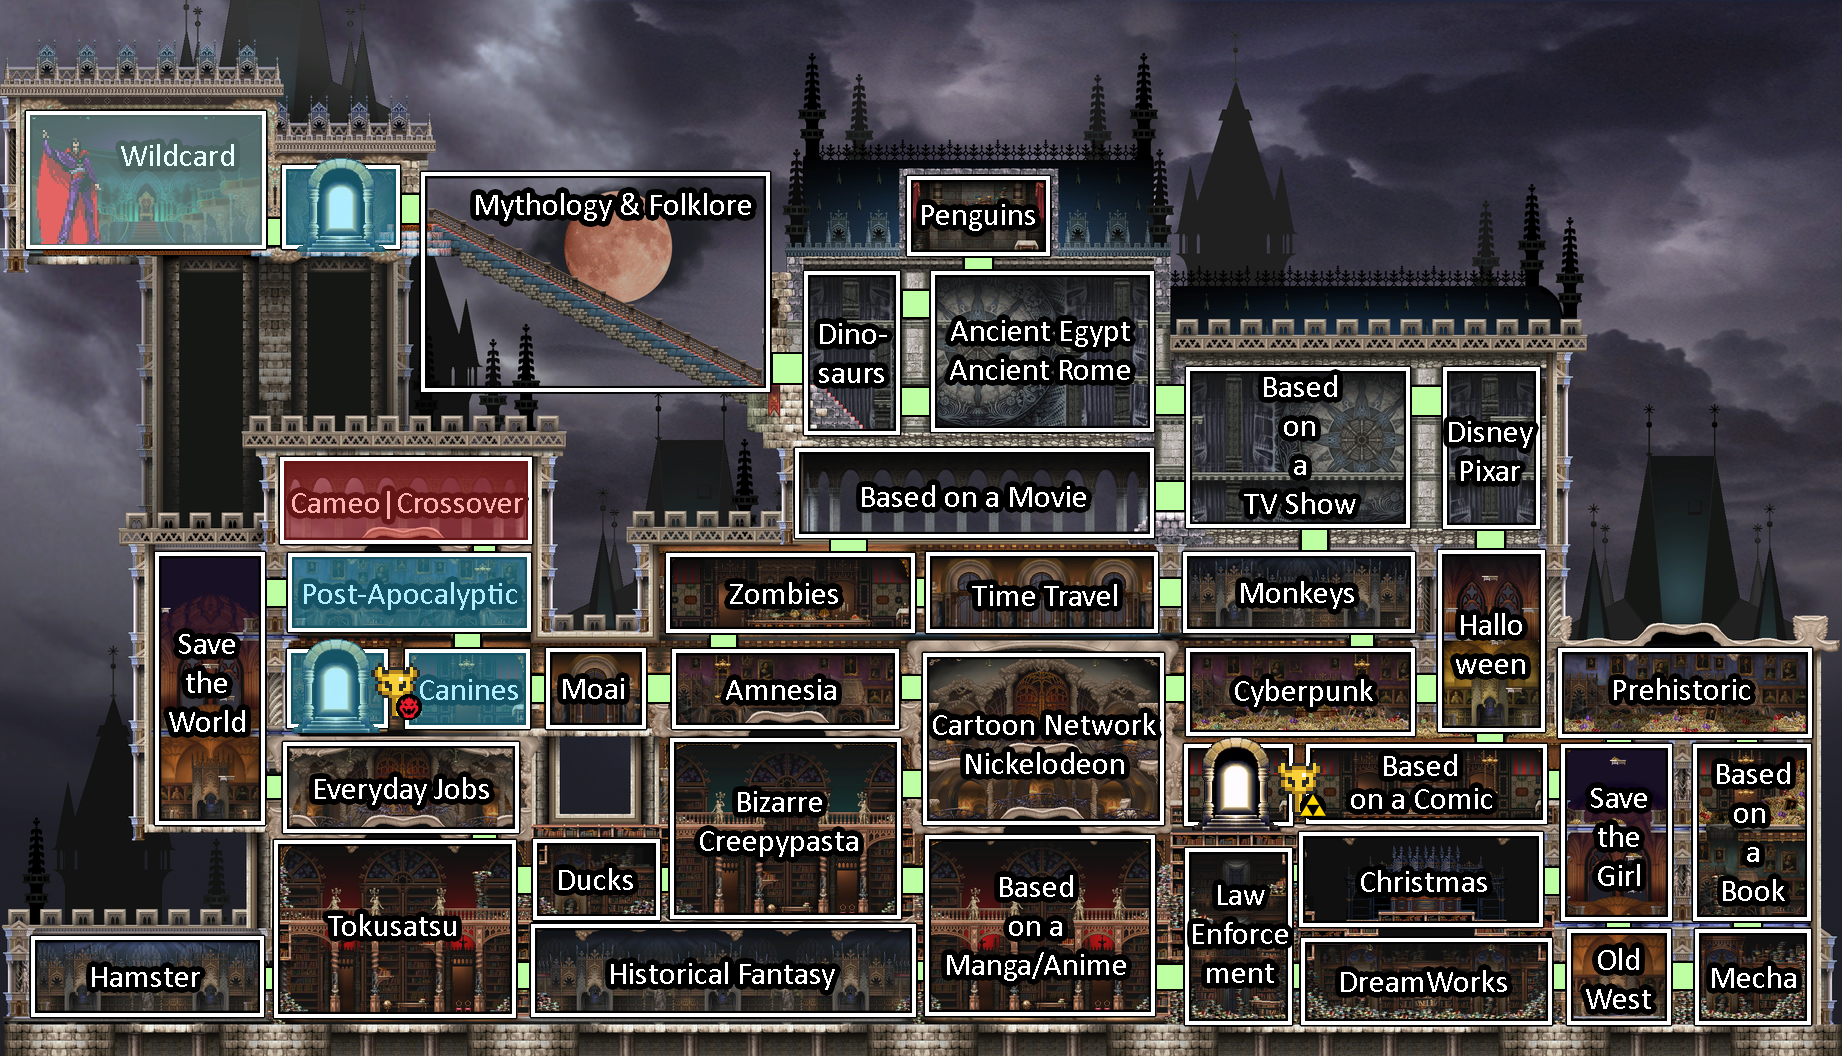 Wildcard
Mythology & Folklore
Penguins
Dino-
saurs
Ancient Egypt
Ancient Rome
Based
on
a
TV Show
Disney
Pixar
Cameo|Crossover
Based on a Movie
Save
the
World
Post-Apocalyptic
Zombies
Time Travel
Monkeys
Hallo
ween
Canines
Moai
Amnesia
Cartoon Network
Nickelodeon
Cyberpunk
Prehistoric
Everyday Jobs
Bizarre
Creepypasta
Based
on a Comic
Save
the
Girl
Based
on
a
Book
Tokusatsu
Ducks
Based
on a
Manga/Anime
Law
Enforce
ment
Christmas
Hamster
Historical Fantasy
DreamWorks
Old
West
Mecha